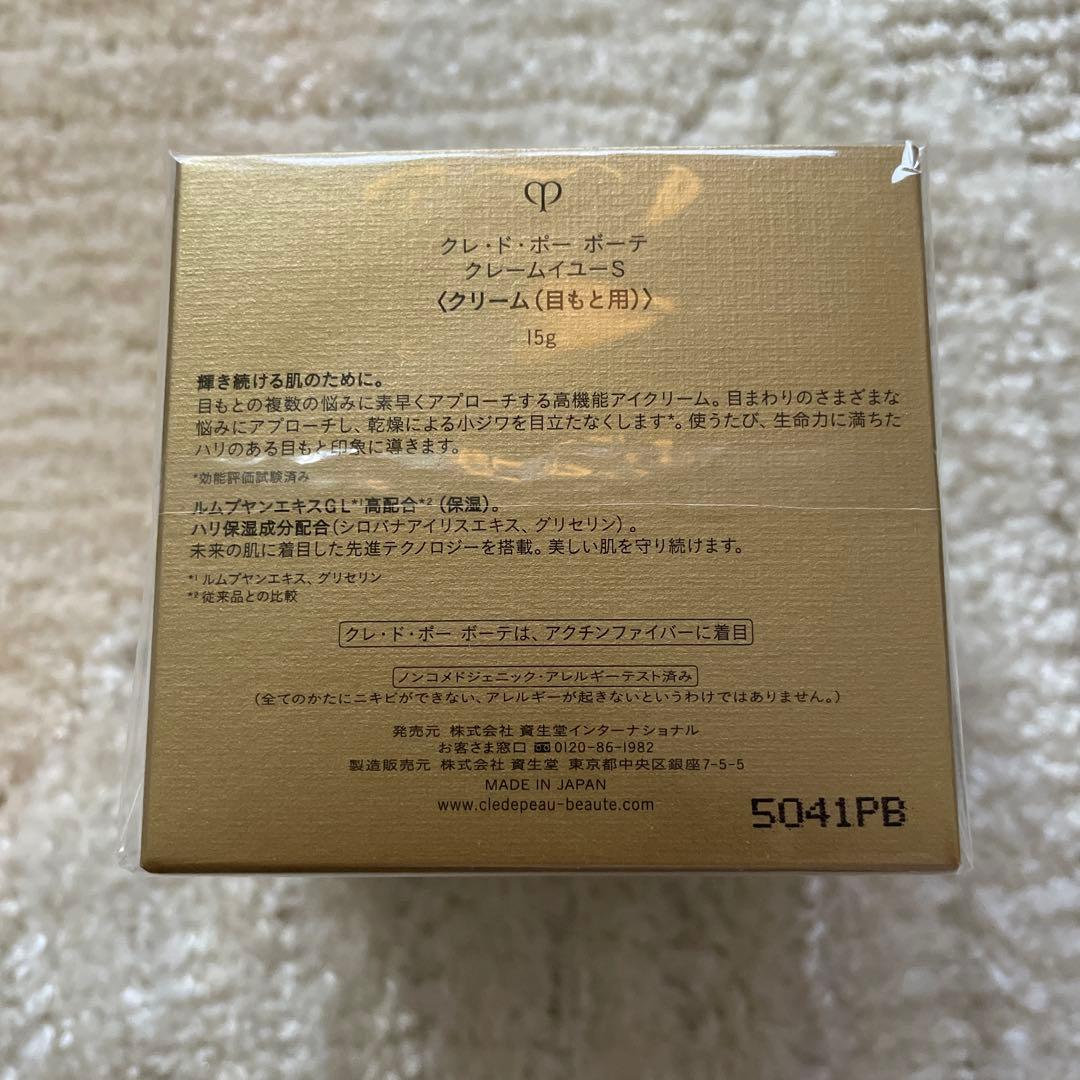 クレ・ド・ポー ボーテ
クレームイユーS
〈クリーム(目もと用)〉
15g
輝き続ける肌のために。
目もとの複数の悩みに素早くアプローチする高機能アイクリーム。目まわりのさまざまな
悩みにアプローチし、乾燥による小ジワを目立たなくします*。使うたび、生命力に満ちた
ハリのある目もと印象に導きます。
*効能評価試験済み
ルムプヤンエキスGL*1高配合*2(保湿)。
ハリ保湿成分配合(シロバナアイリスエキス、グリセリン)。
未来の肌に着目した先進テクノロジーを搭載。美しい肌を守り続けます。
*1 ルムプヤンエキス、グリセリン
*2 従来品との比較
クレ・ド・ポー ボーテは、アクチンファイバーに着目
ノンコメドジェニック・アレルギーテスト済み
(全てのかたにニキビができない、アレルギーが起きないというわけではありません。)
発売元 株式会社 資生堂インターナショナル
お客さま窓口 0120-86-1982
製造販売元 株式会社 資生堂 東京都中央区銀座7-5-5
MADE IN JAPAN
www.cledepeau-beaute.com
5041PB